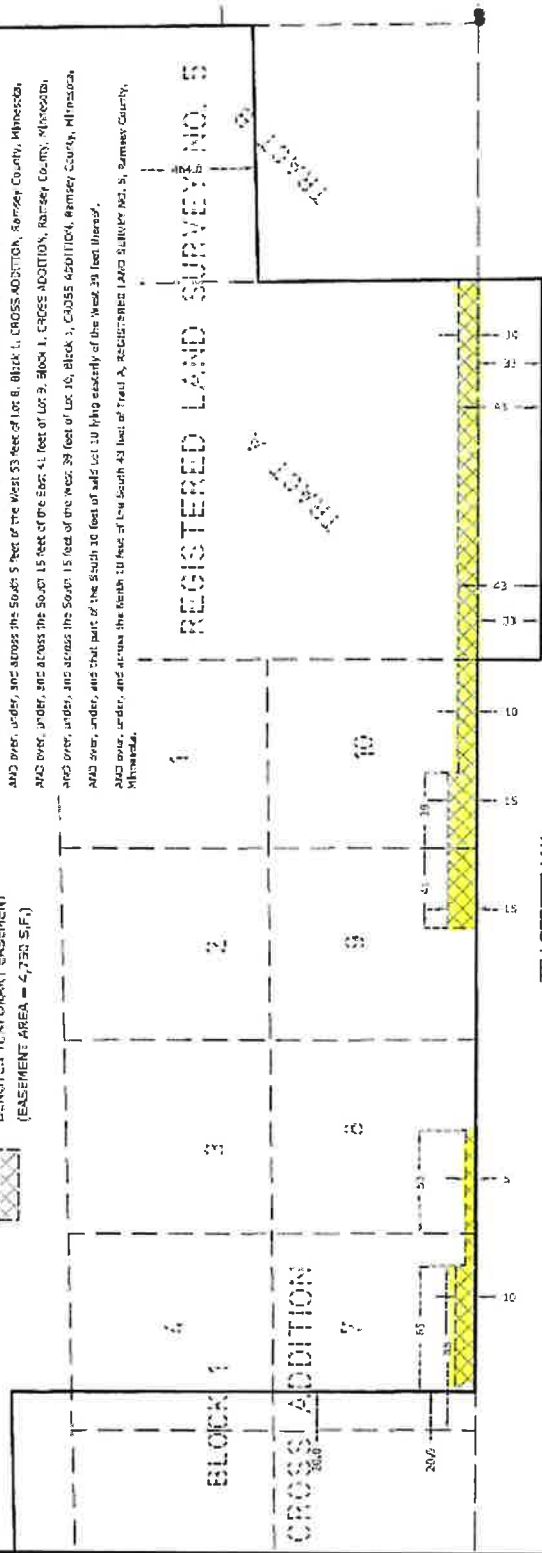 DENOTES TEMPORARY EASEMENT
(EASEMENT AREA = 4,750 S.F.)
AND over, under, and across the South 5 feet of the West 53 feet of Lot 8, Block 1, CROSS ADDITION, Ramsey County, Minnesota,
AND over, under, and across the South 15 feet of the East 41 feet of Lot 9, Block 1, CROSS ADDITION, Ramsey County, Minnesota,
AND over, under, and across the South 15 feet of the West 39 feet of Lot 10, Block 1, CROSS ADDITION, Ramsey County, Minnesota,
AND over, under, and that part of the South 10 feet of said Lot 10 lying easterly of the West 39 feet thereof,
AND over, under, and across the North 10 feet of the South 43 feet of Tract A, REGISTERED LAND SURVEY NO. 5, Ramsey County,
Minnesota.
REGISTERED LAND SURVEY NO. 5
TRACT A
TRACT B
BLOCK 1
CROSS ADDITION
4
3
2
1
7
8
9
10
20.0
20.0
65
53
41
39
10
5
15
15
10
33
43
43
33